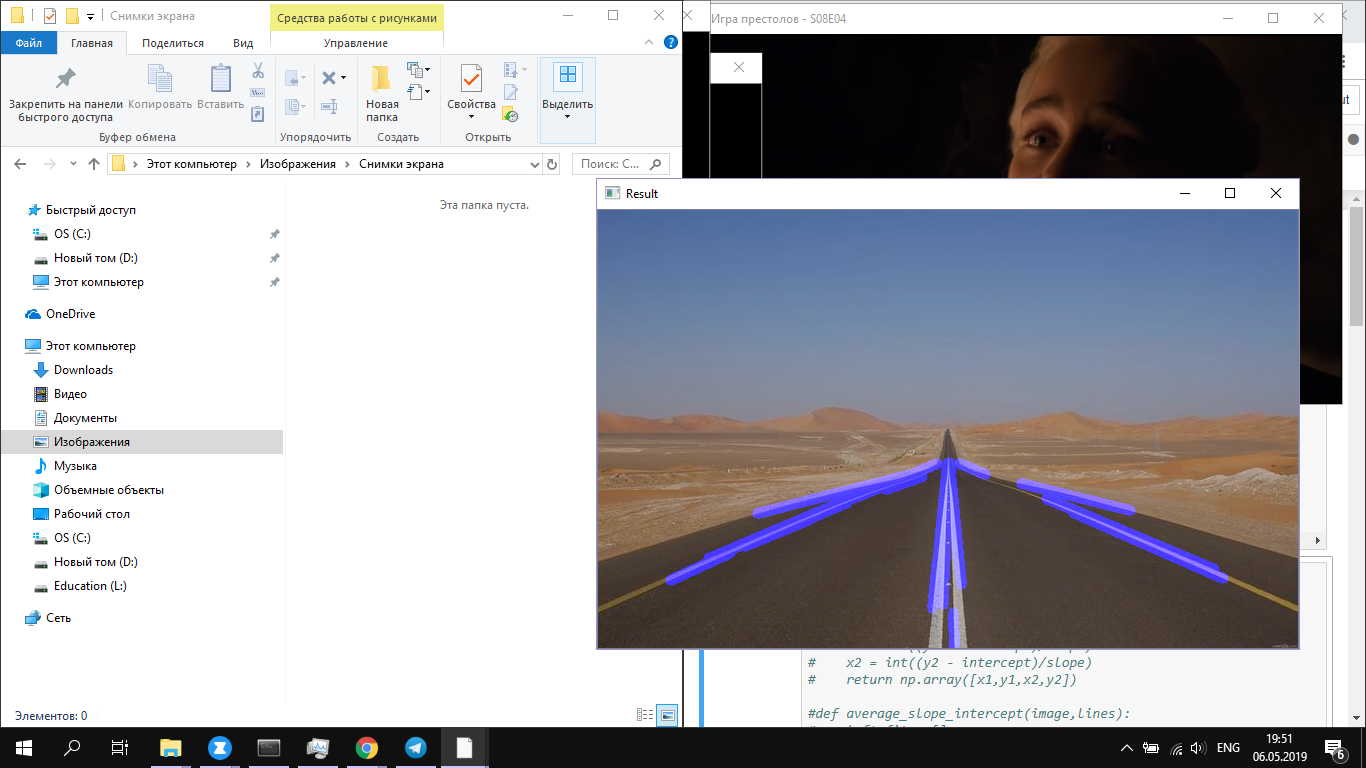 Снимки экрана
Средства работы с рисунками
Файл
Главная
Поделиться
Вид
Управление
Закрепить на панели
быстрого доступа
Копировать
Вставить
Новая
папка
Свойства
Выделить
Буфер обмена
Упорядочить
Создать
Открыть
Этот компьютер
Изображения
Снимки экрана
Поиск: С...
Быстрый доступ
OS (C:)
Новый том (D:)
Этот компьютер
OneDrive
Этот компьютер
Downloads
Видео
Документы
Изображения
Музыка
Объемные объекты
Рабочий стол
OS (C:)
Новый том (D:)
Education (L:)
Сеть
Эта папка пуста.
Элементов: 0
Игра престолов - S08E04
Result
# x2 = int((y2 - intercept)/slope)
# return np.array([x1,y1,x2,y2])
#def average_slope_intercept(image,lines):
ENG
19:51
06.05.2019
6